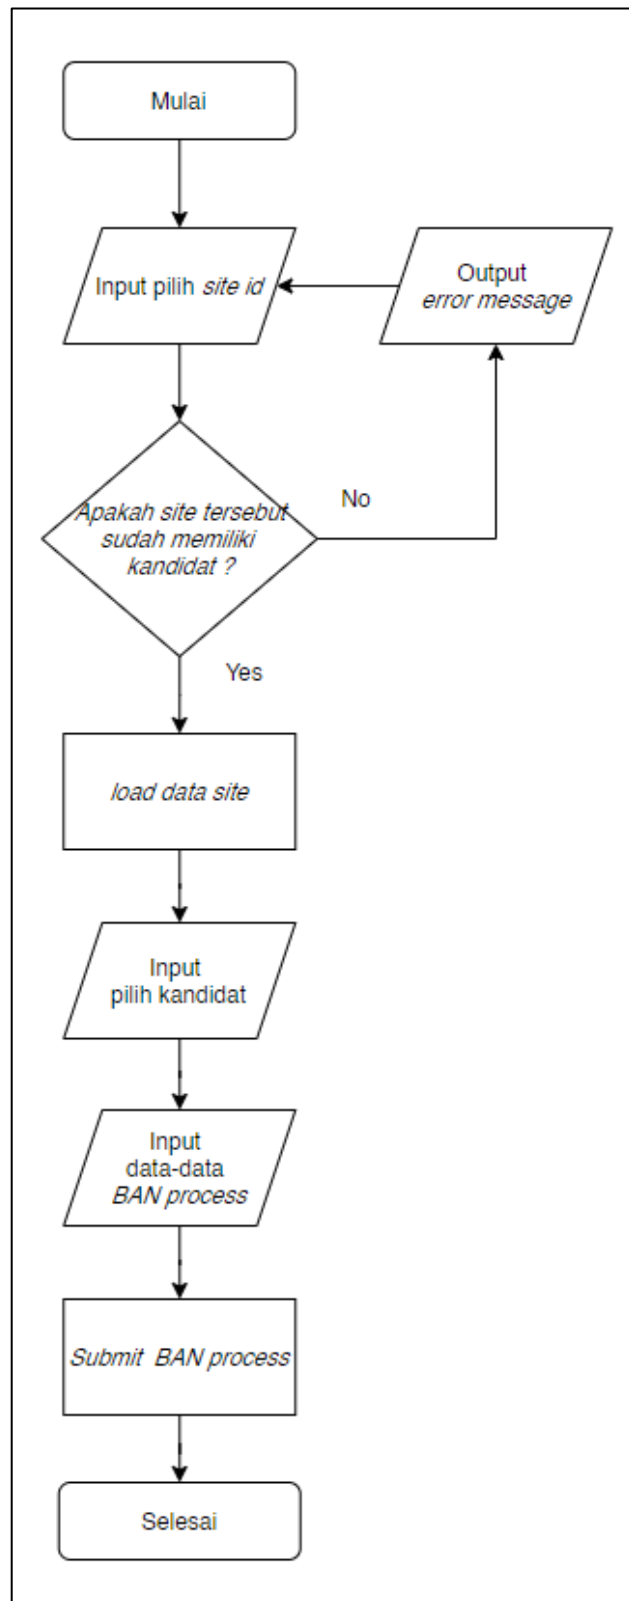 Mulai
Input pilih site id
Output
error message
Apakah site tersebut
sudah memiliki
kandidat ?
No
Yes
load data site
Input
pilih kandidat
Input
data-data
BAN process
Submit BAN process
Selesai